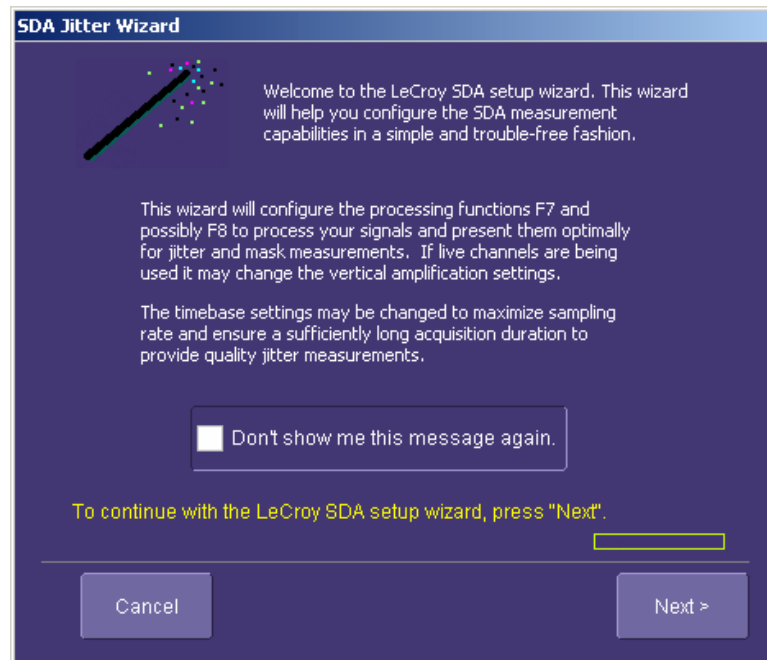 SDA Jitter Wizard
Welcome to the LeCroy SDA setup wizard. This wizard
will help you configure the SDA measurement
capabilities in a simple and trouble-free fashion.
This wizard will configure the processing functions F7 and
possibly F8 to process your signals and present them optimally
for jitter and mask measurements. If live channels are being
used it may change the vertical amplification settings.
The timebase settings may be changed to maximize sampling
rate and ensure a sufficiently long acquisition duration to
provide quality jitter measurements.
Don't show me this message again.
To continue with the LeCroy SDA setup wizard, press "Next".
Cancel
Next >